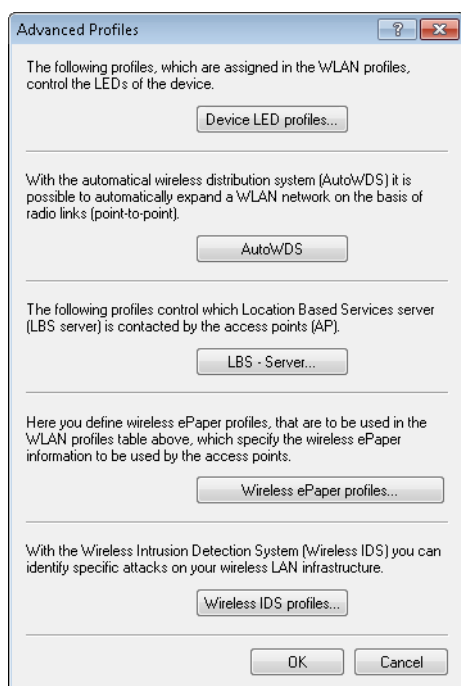 Advanced Profiles
The following profiles, which are assigned in the WLAN profiles,
control the LEDs of the device.
Device LED profiles...
With the automatical wireless distribution system (AutoWDS) it is
possible to automatically expand a WLAN network on the basis of
radio links (point-to-point).
AutoWDS
The following profiles control which Location Based Services server
(LBS server) is contacted by the access points (AP).
LBS - Server...
Here you define wireless ePaper profiles, that are to be used in the
WLAN profiles table above, which specify the wireless ePaper
information to be used by the access points.
Wireless ePaper profiles...
With the Wireless Intrusion Detection System (Wireless IDS) you can
identify specific attacks on your wireless LAN infrastructure.
Wireless IDS profiles...
OK Cancel